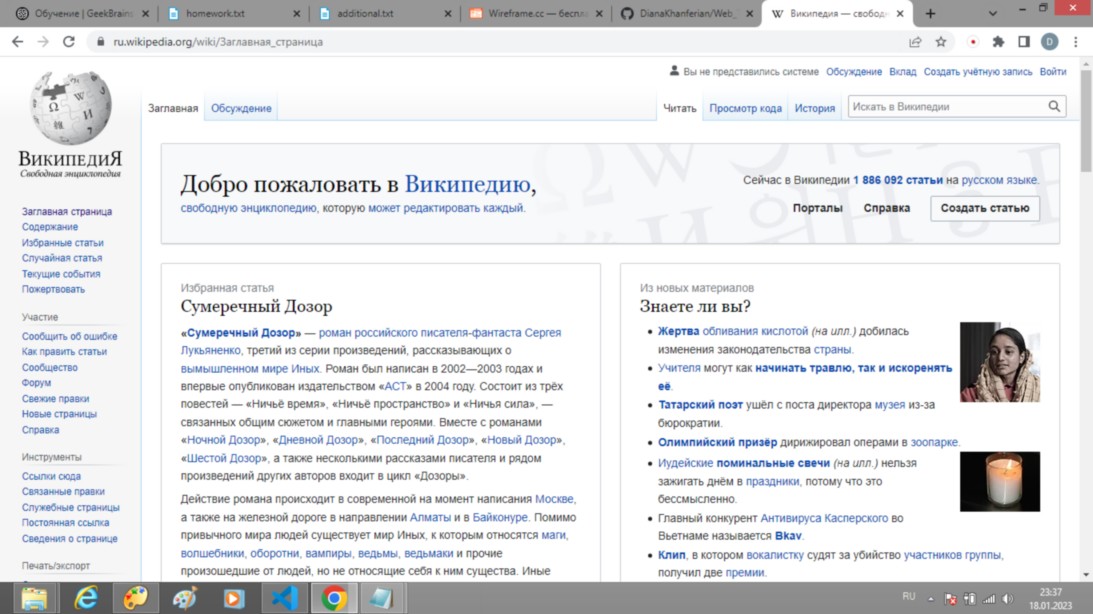 Обучение | GeekBrains
homework.txt
additional.txt
Wireframe.cc — беспл
DianaKhanferian/Web_
Википедия — свобод
ru.wikipedia.org/wiki/Заглавная_страница
D
Вы не представились системе Обсуждение Вклад Создать учётную запись Войти
Заглавная Обсуждение Читать Просмотр кода История Искать в Википедии
ВикипедиЯ
Свободная энциклопедия
Заглавная страница
Содержание
Избранные статьи
Случайная статья
Текущие события
Пожертвовать
Участие
Сообщить об ошибке
Как править статьи
Сообщество
Форум
Свежие правки
Новые страницы
Справка
Инструменты
Ссылки сюда
Связанные правки
Служебные страницы
Постоянная ссылка
Сведения о странице
Печать/экспорт
Добро пожаловать в Википедию,
свободную энциклопедию, которую может редактировать каждый.
Сейчас в Википедии 1 886 092 статьи на русском языке.
Порталы Справка Создать статью
Избранная статья
Сумеречный Дозор
«Сумеречный Дозор» — роман российского писателя-фантаста Сергея
Лукьяненко, третий из серии произведений, рассказывающих о
вымышленном мире Иных. Роман был написан в 2002—2003 годах и
впервые опубликован издательством «АСТ» в 2004 году. Состоит из трёх
повестей — «Ничьё время», «Ничьё пространство» и «Ничья сила», —
связанных общим сюжетом и главными героями. Вместе с романами
«Ночной Дозор», «Дневной Дозор», «Последний Дозор», «Новый Дозор»,
«Шестой Дозор», а также несколькими рассказами писателя и рядом
произведений других авторов входит в цикл «Дозоры».
Действие романа происходит в современной на момент написания Москве,
а также на железной дороге в направлении Алматы и в Байконуре. Помимо
привычного мира людей существует мир Иных, к которым относятся маги,
волшебники, оборотни, вампиры, ведьмы, ведьмаки и прочие
произошедшие от людей, но не относящие себя к ним существа. Иные
Из новых материалов
Знаете ли вы?
Жертва обливания кислотой (на илл.) добилась
изменения законодательства страны.
Учителя могут как начинать травлю, так и искоренять
её.
Татарский поэт ушёл с поста директора музея из-за
бюрократии.
Олимпийский призёр дирижировал операми в зоопарке.
Иудейские поминальные свечи (на илл.) нельзя
зажигать днём в праздники, потому что это
бессмысленно.
Главный конкурент Антивируса Касперского во
Вьетнаме называется Bkav.
Клип, в котором вокалистку судят за убийство участников группы,
получил две премии.
RU
23:37
18.01.2023